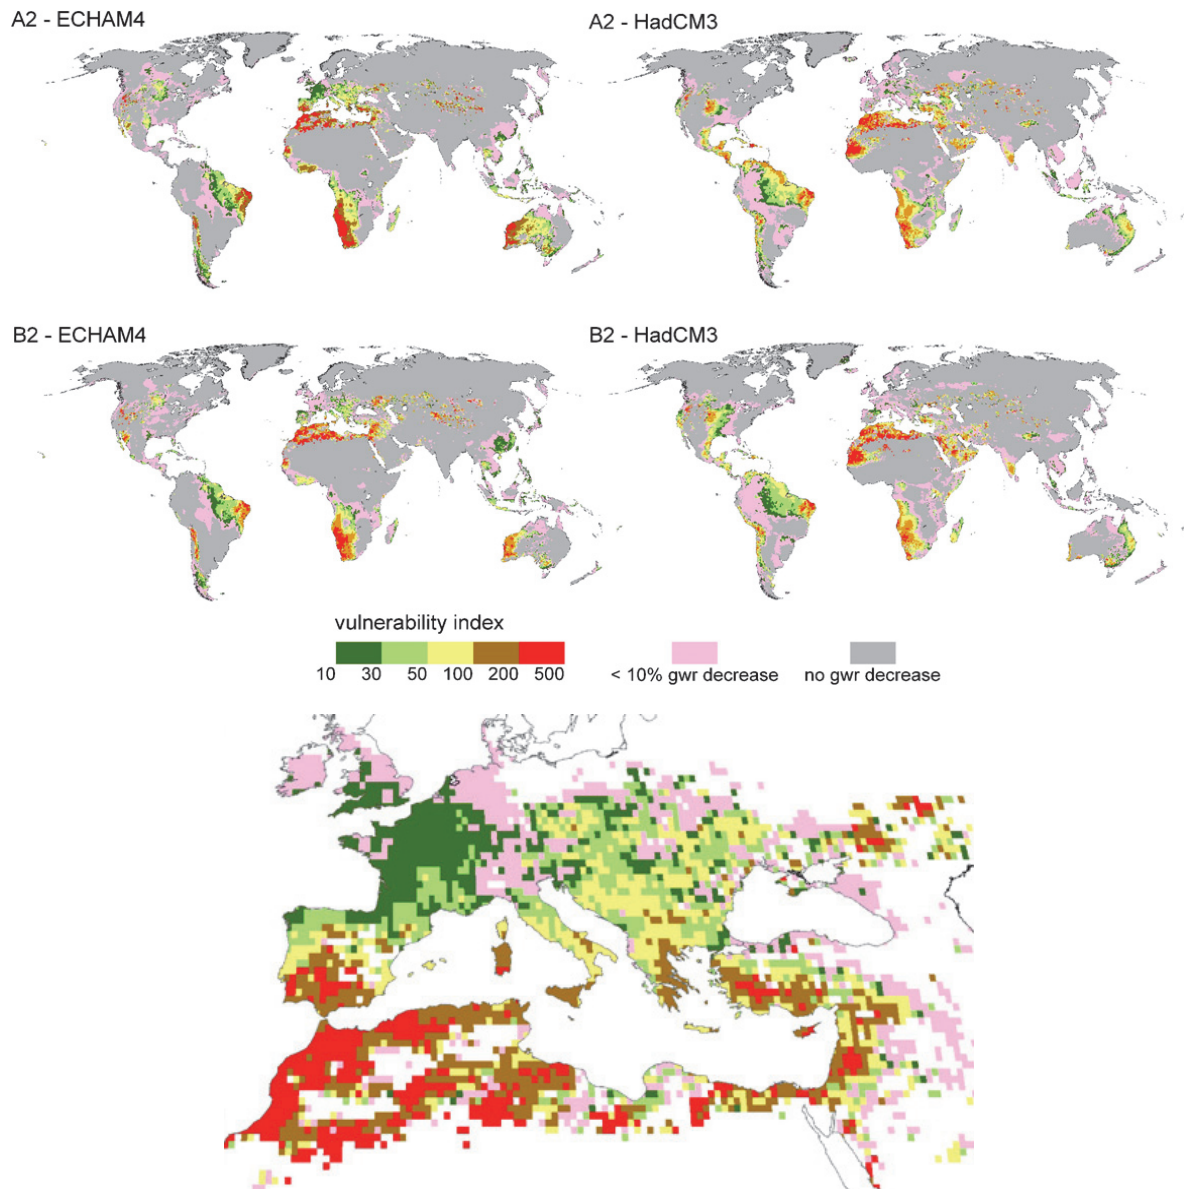 A2 - ECHAM4
A2 - HadCM3
B2 - ECHAM4
B2 - HadCM3
vulnerability index
10 30 50 100 200 500
< 10% gwr decrease
no gwr decrease